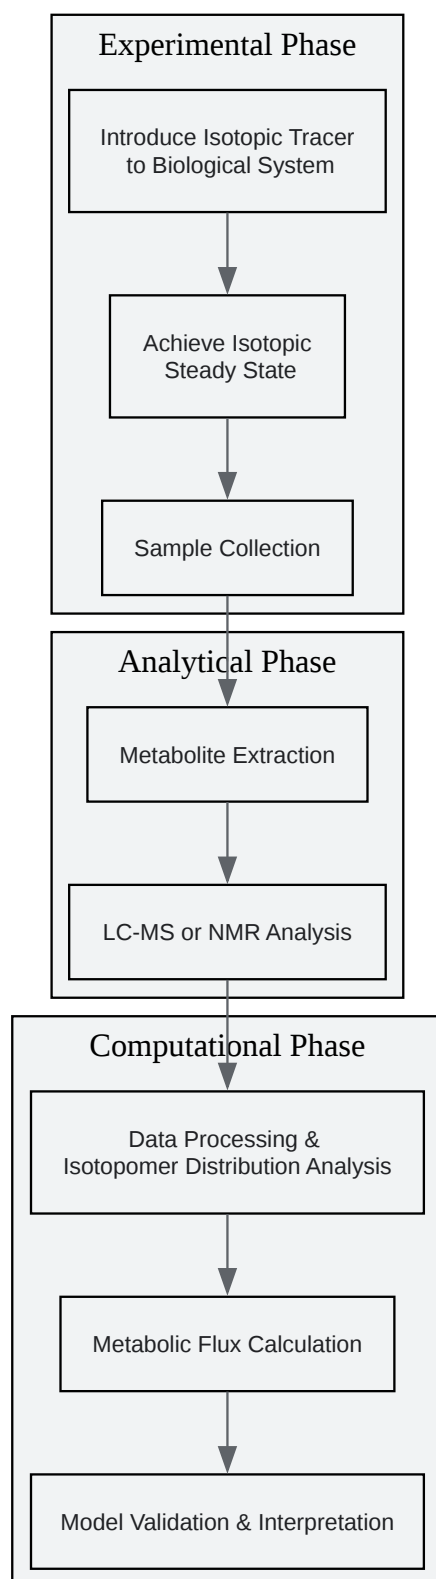 Experimental Phase
Introduce Isotopic Tracer
to Biological System
Achieve Isotopic
Steady State
Sample Collection
Analytical Phase
Metabolite Extraction
LC-MS or NMR Analysis
Computational Phase
Data Processing &
Isotopomer Distribution Analysis
Metabolic Flux Calculation
Model Validation & Interpretation